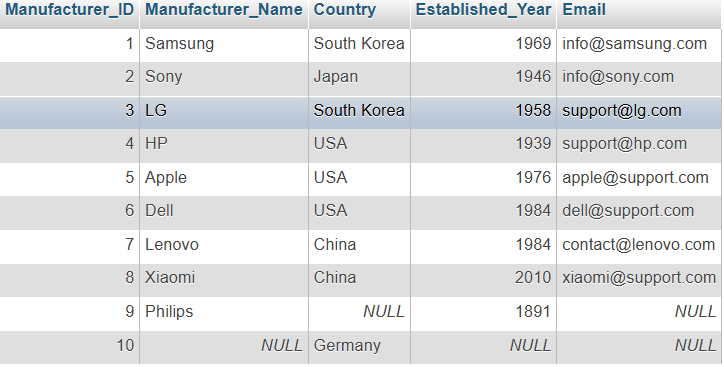 Manufacturer_ID Manufacturer_Name Country Established_Year Email
1 Samsung South Korea 1969 info@samsung.com
2 Sony Japan 1946 info@sony.com
3 LG South Korea 1958 support@lg.com
4 HP USA 1939 support@hp.com
5 Apple USA 1976 apple@support.com
6 Dell USA 1984 dell@support.com
7 Lenovo China 1984 contact@lenovo.com
8 Xiaomi China 2010 xiaomi@support.com
9 Philips NULL 1891 NULL
10 NULL Germany NULL NULL